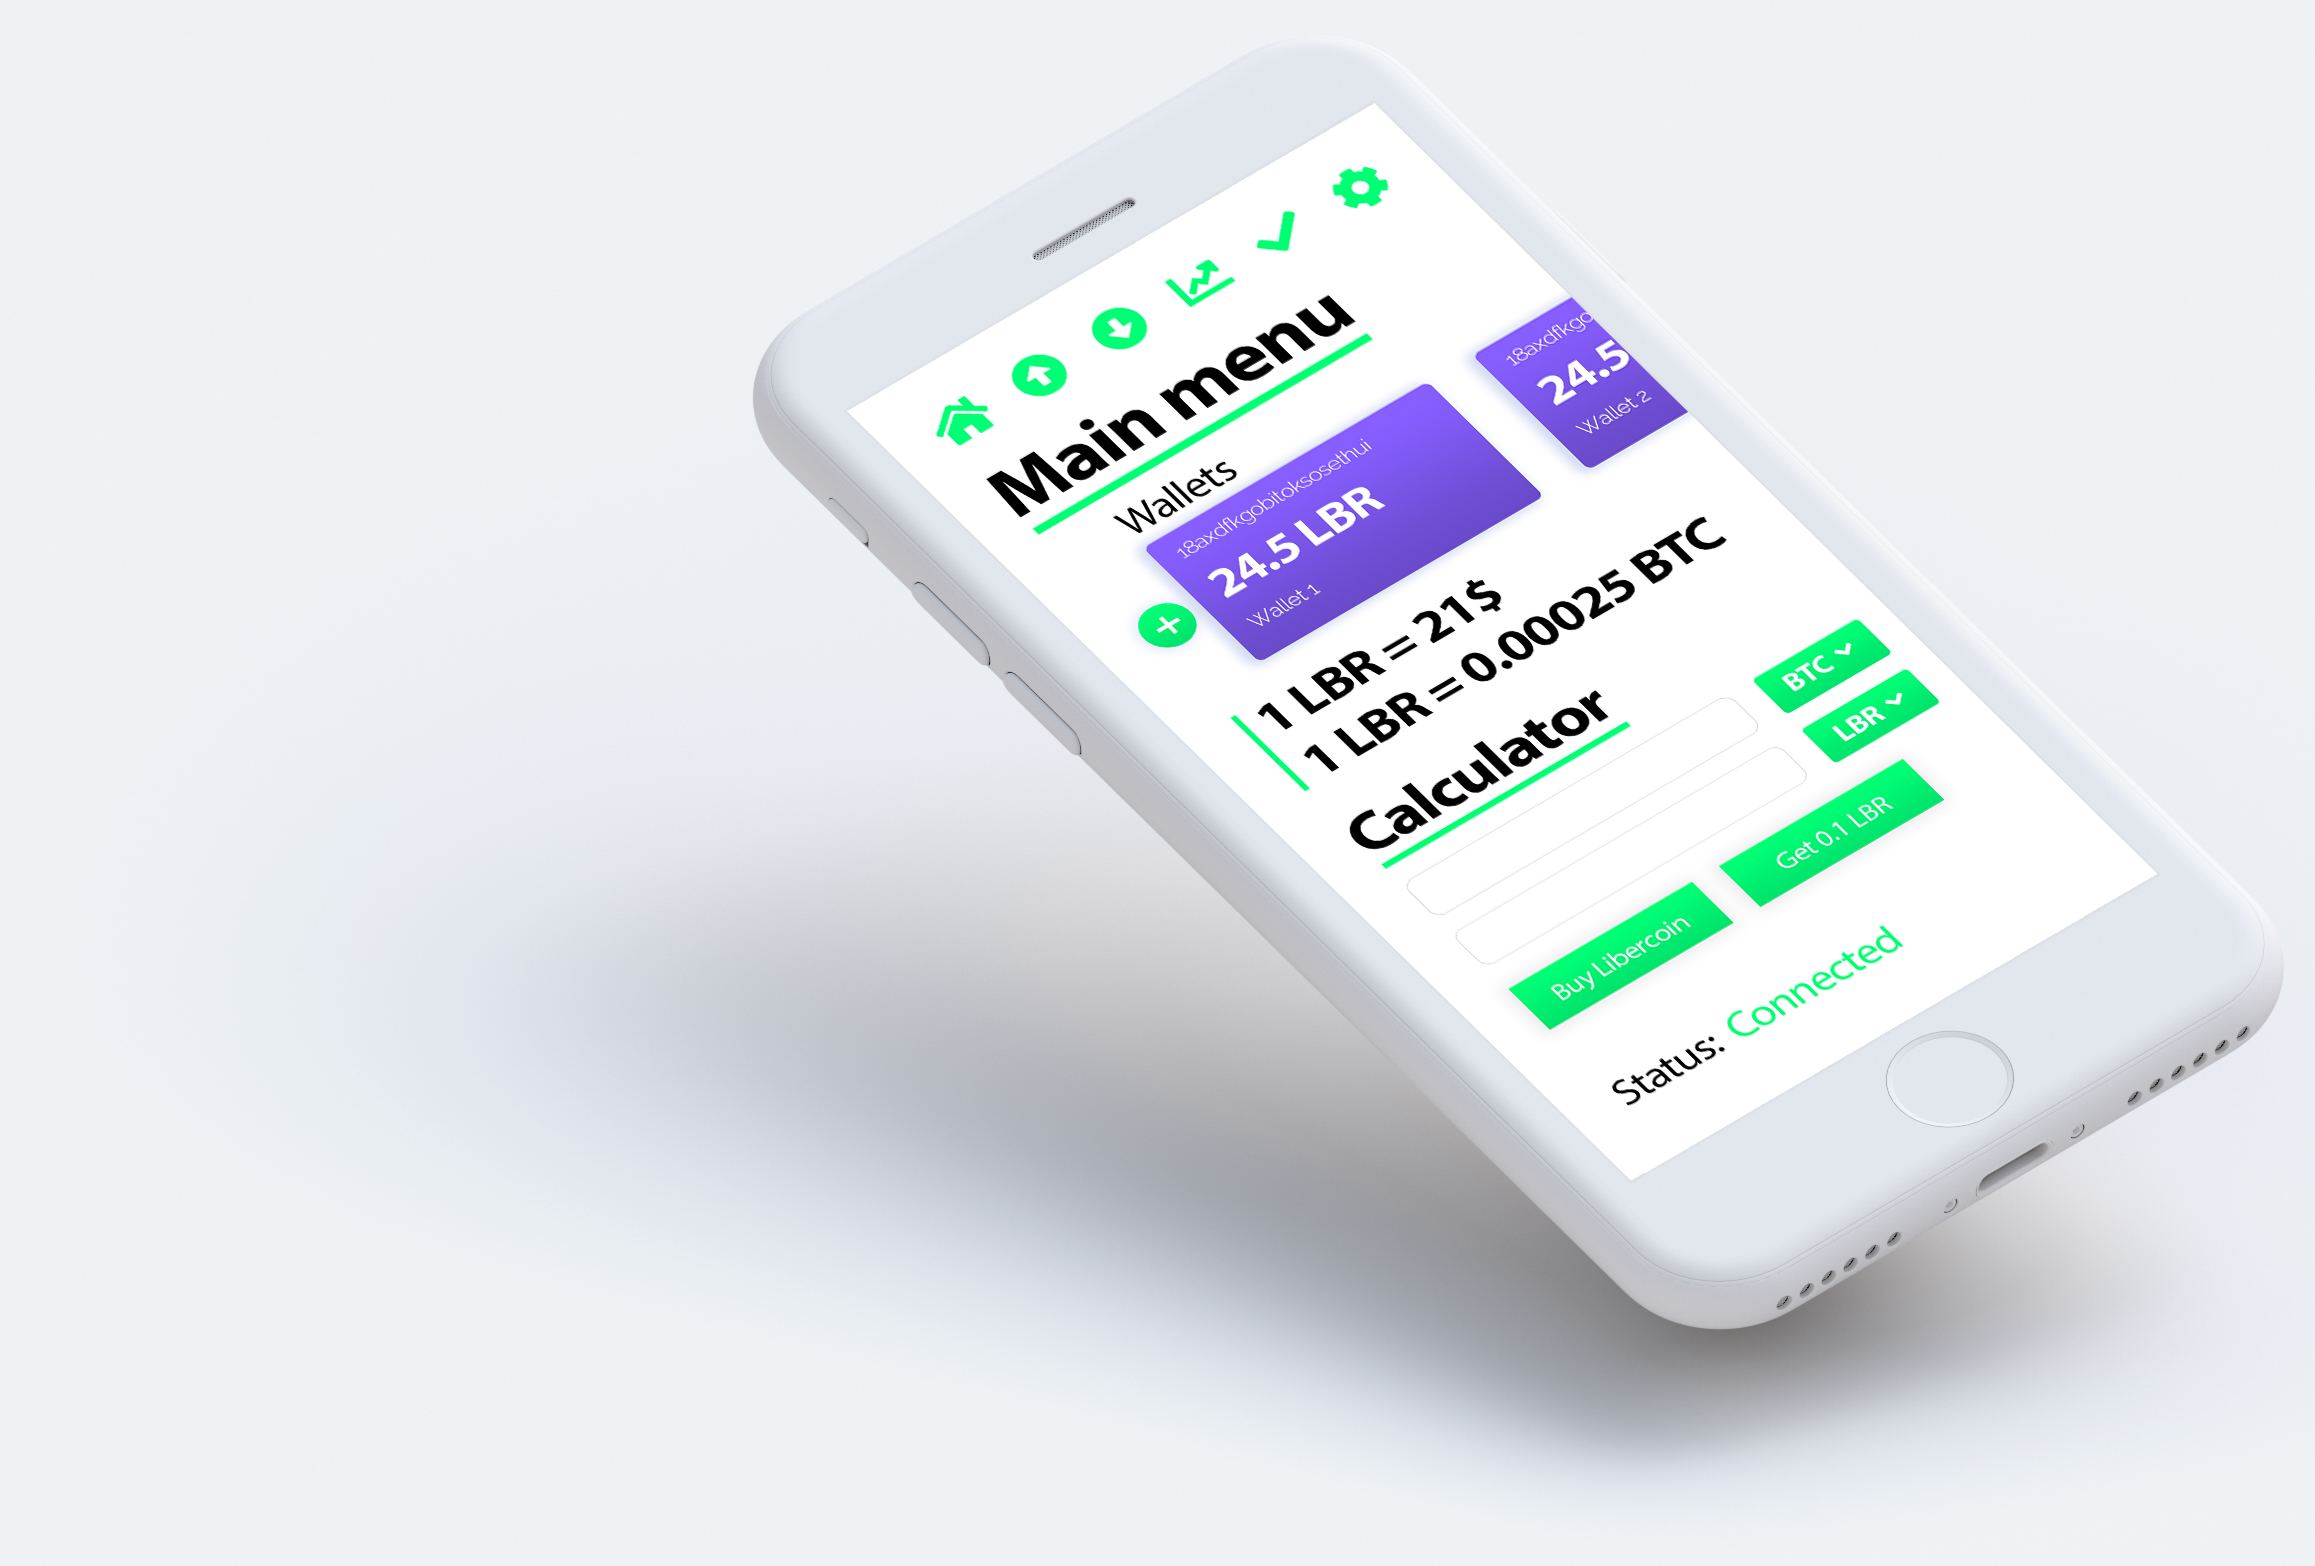 Main menu
Wallets
18axdfkgobitoksosethui
24.5 LBR
Wallet 1
18axdfkgo
24.5
Wallet 2
1 LBR = 21$
1 LBR = 0.00025 BTC
Calculator
BTC
LBR
Buy Libercoin
Get 0.1 LBR
Status: Connected